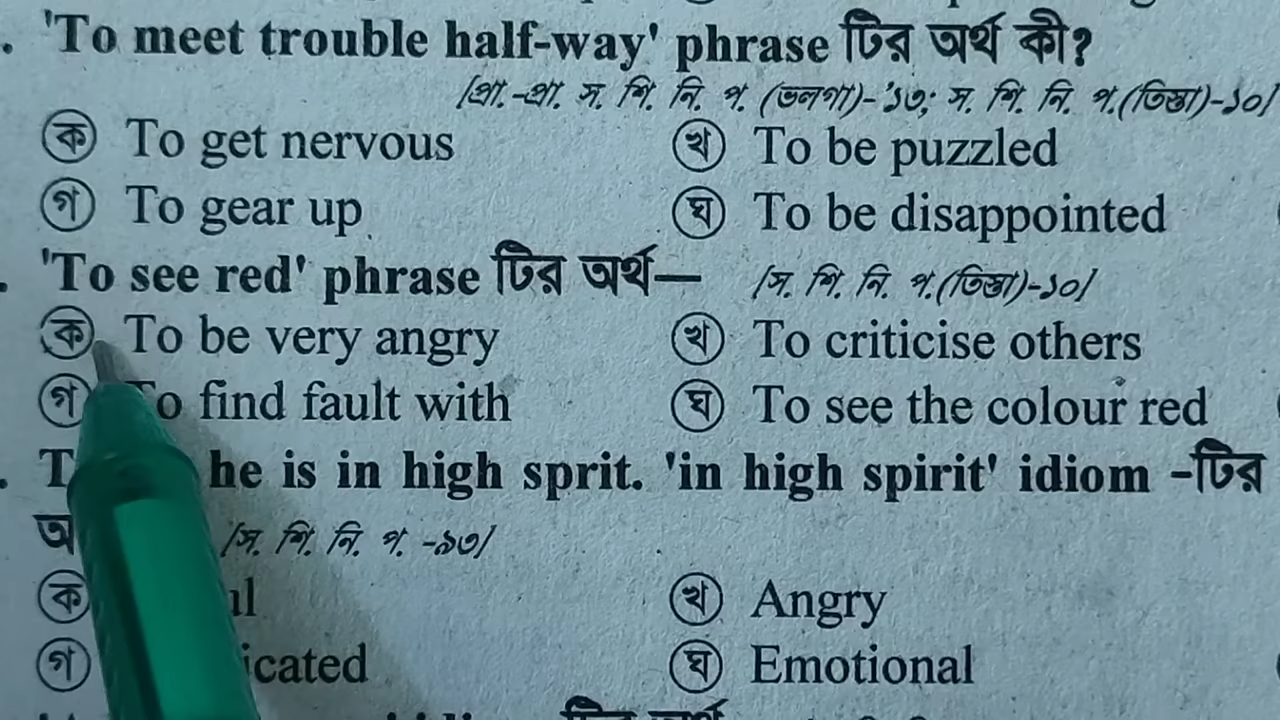 . 'To meet trouble half-way' phrase টির অর্থ কী?
[প্রা.-প্রা. স. শি. নি. প. (ডালপা)-'১৩; স. শি. নি. প.(তিস্তা)-১০]
ক To get nervous খ To be puzzled
গ To gear up ঘ To be disappointed
. 'To see red' phrase টির অর্থ— [স. শি. নি. প.(তিস্তা)-১০]
ক To be very angry খ To criticise others
গ To find fault with ঘ To see the colour red
. he is in high sprit. 'in high spirit' idiom -টির
[স. শি. নি. প. -৯৩]
ক খ Angry
গ ঘ Emotional